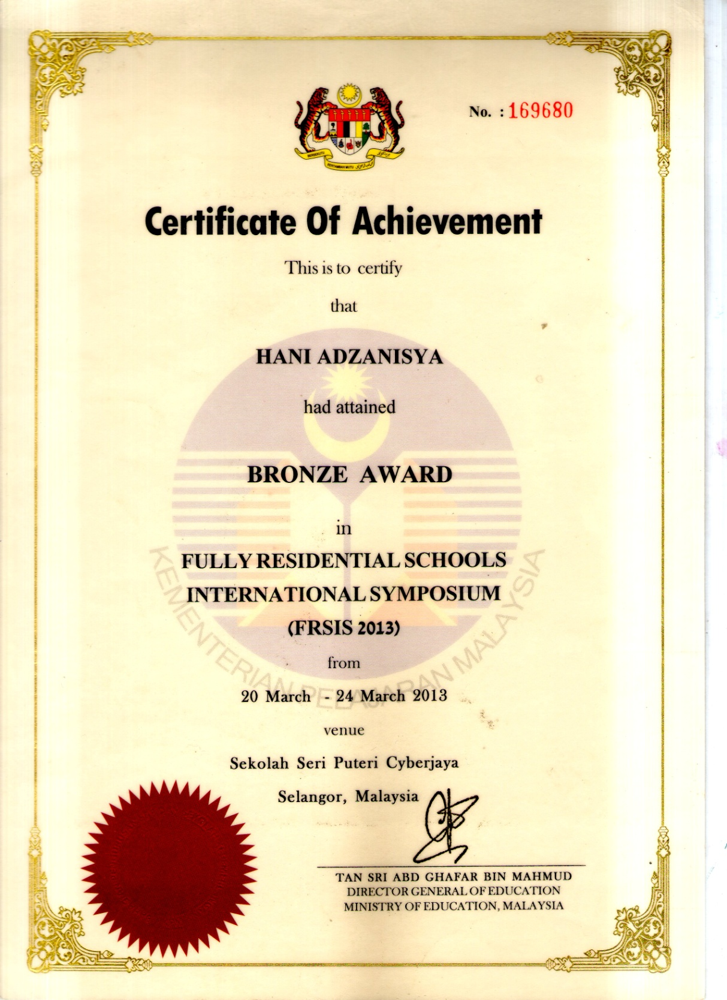 BERSEKUTU
BERTAMBAH MUTU
No. : 169680
Certificate Of Achievement
This is to certify
that
HANI ADZANISYA
had attained
BRONZE AWARD
in
FULLY RESIDENTIAL SCHOOLS
INTERNATIONAL SYMPOSIUM
(FRSIS 2013)
from
20 March - 24 March 2013
venue
Sekolah Seri Puteri Cyberjaya
Selangor, Malaysia
KEMENTERIAN PELAJARAN MALAYSIA
TAN SRI ABD GHAFAR BIN MAHMUD
DIRECTOR GENERAL OF EDUCATION
MINISTRY OF EDUCATION, MALAYSIA